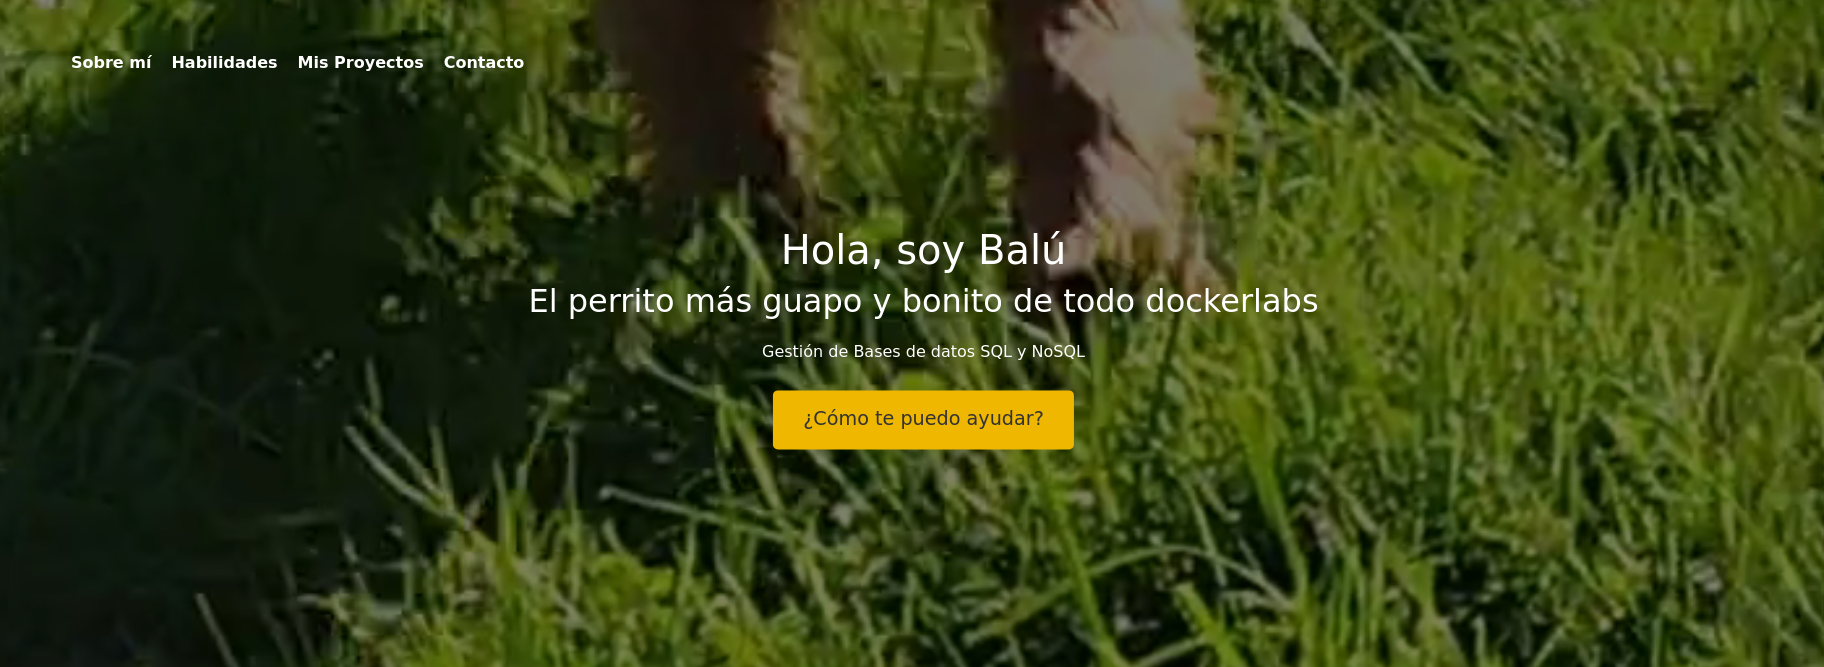 Sobre mí Habilidades Mis Proyectos Contacto
Hola, soy Balú
El perrito más guapo y bonito de todo dockerlabs
Gestión de Bases de datos SQL y NoSQL
¿Cómo te puedo ayudar?